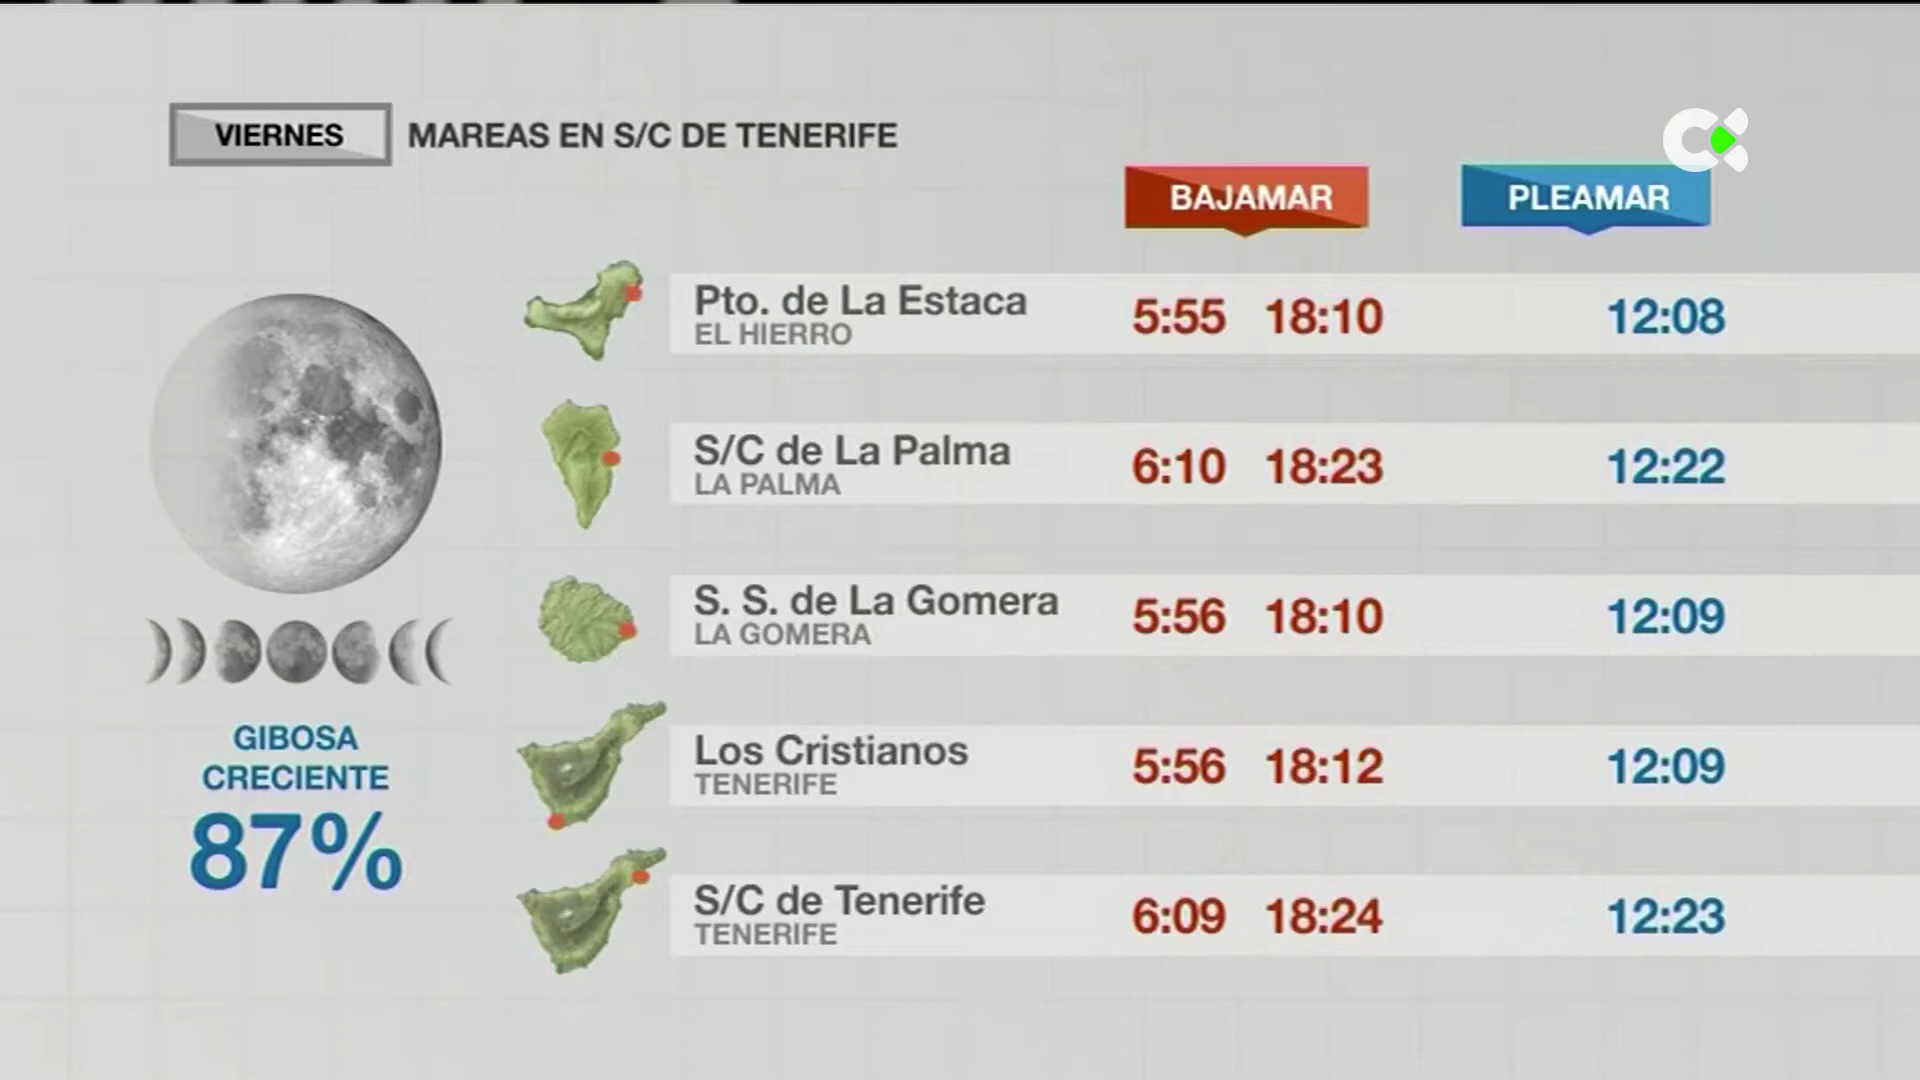 VIERNES MAREAS EN S/C DE TENERIFE
BAJAMAR PLEAMAR
Pto. de La Estaca 5:55 18:10 12:08
EL HIERRO
S/C de La Palma 6:10 18:23 12:22
LA PALMA
S. S. de La Gomera 5:56 18:10 12:09
LA GOMERA
Los Cristianos 5:56 18:12 12:09
TENERIFE
S/C de Tenerife 6:09 18:24 12:23
TENERIFE
GIBOSA
CRECIENTE
87%